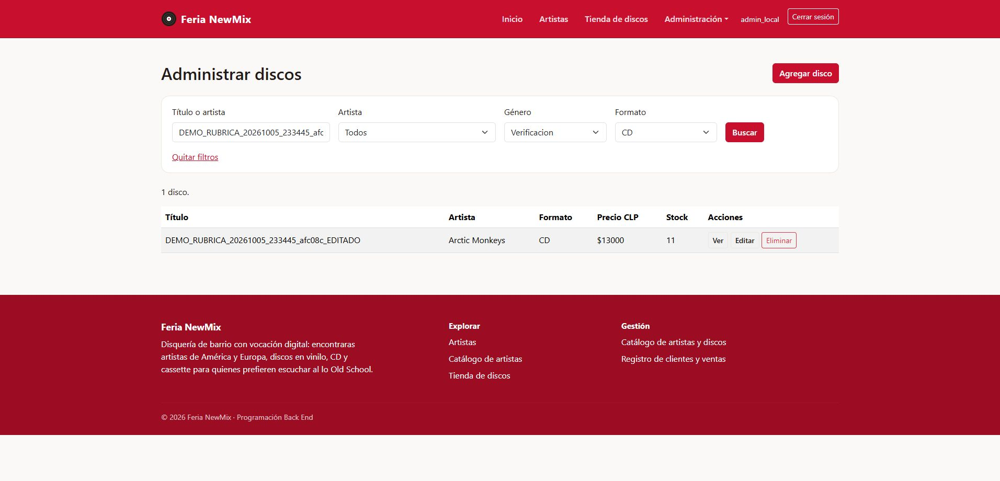 Feria NewMix
Inicio
Artistas
Tienda de discos
Administración
admin_local
Cerrar sesión
Administrar discos
Agregar disco
Título o artista
Artista
Género
Formato
DEMO_RUBRICA_20261005_233445_afc
Todos
Verificacion
CD
Buscar
Quitar filtros
1 disco.
Título Artista Formato Precio CLP Stock Acciones
DEMO_RUBRICA_20261005_233445_afc08c_EDITADO Arctic Monkeys CD $13000 11 Ver Editar Eliminar
Feria NewMix
Disquería de barrio con vocación digital: encontraras
artistas de América y Europa, discos en vinilo, CD y
cassette para quienes prefieren escuchar al lo Old School.
Explorar
Artistas
Catálogo de artistas
Tienda de discos
Gestión
Catálogo de artistas y discos
Registro de clientes y ventas
© 2026 Feria NewMix · Programación Back End